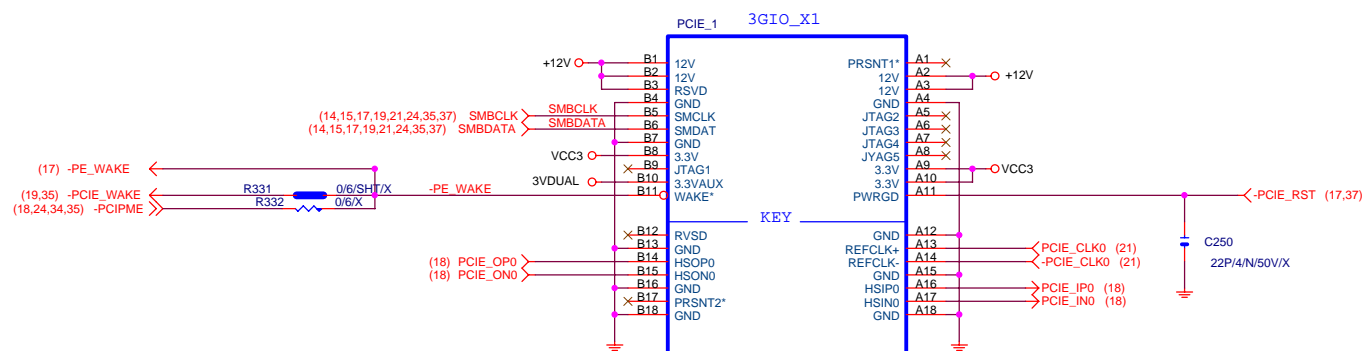 PCIE_1 3GIO_X1
+12V B1 12V PRSNT1* A1
B2 12V 12V A2 +12V
B3 RSVD 12V A3
B4 GND GND A4
(14,15,17,19,21,24,35,37) SMBCLK SMBCLK B5 SMCLK JTAG2 A5
(14,15,17,19,21,24,35,37) SMBDATA SMBDATA B6 SMDAT JTAG3 A6
B7 GND JTAG4 A7
VCC3 B8 3.3V JYAG5 A8
(17) -PE_WAKE B9 JTAG1 3.3V A9 VCC3
3VDUAL B10 3.3VAUX 3.3V A10
(19,35) -PCIE_WAKE R331 0/6/SHT/X -PE_WAKE B11 WAKE* PWRGD A11 -PCIE_RST (17,37)
(18,24,34,35) -PCIPME R332 0/6/X
KEY
B12 RVSD GND A12
B13 GND REFCLK+ A13 PCIE_CLK0 (21)
(18) PCIE_OP0 B14 HSOP0 REFCLK- A14 -PCIE_CLK0 (21)
(18) PCIE_ON0 B15 HSON0 GND A15
B16 GND HSIP0 A16 PCIE_IP0 (18)
B17 PRSNT2* HSIN0 A17 PCIE_IN0 (18)
B18 GND GND A18
C250
22P/4/N/50V/X